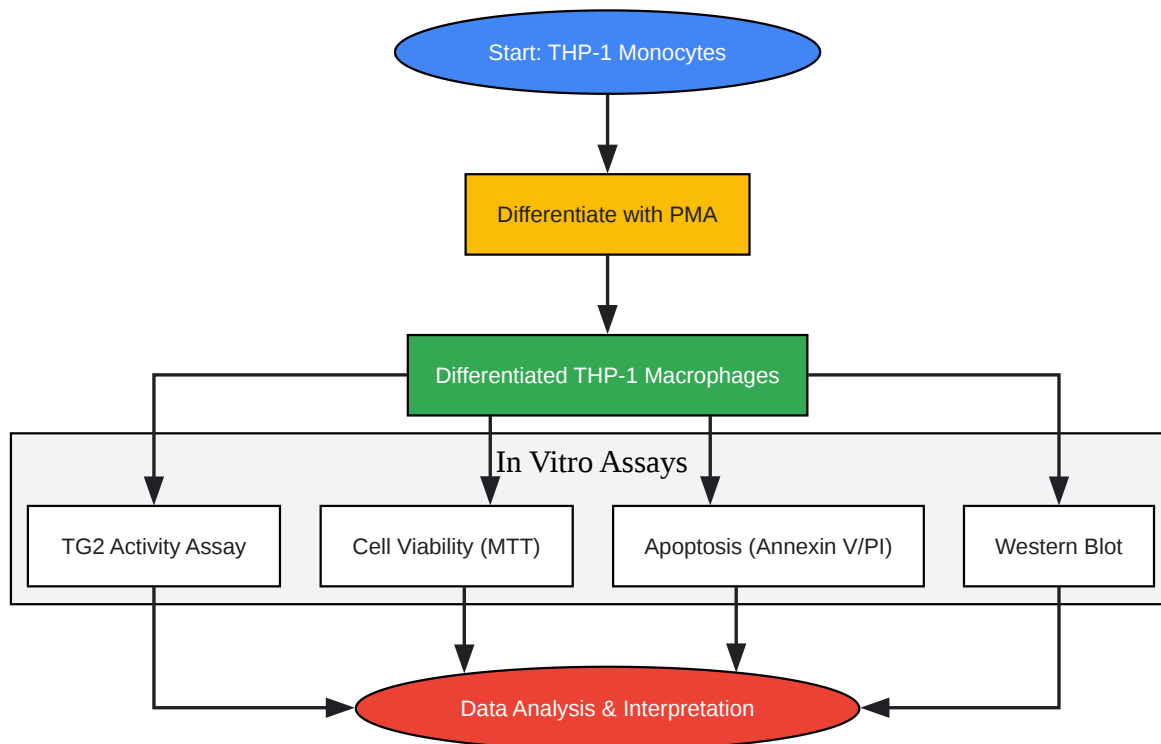 Start: THP-1 Monocytes
Differentiate with PMA
Differentiated THP-1 Macrophages
In Vitro Assays
TG2 Activity Assay
Cell Viability (MTT)
Apoptosis (Annexin V/PI)
Western Blot
Data Analysis & Interpretation